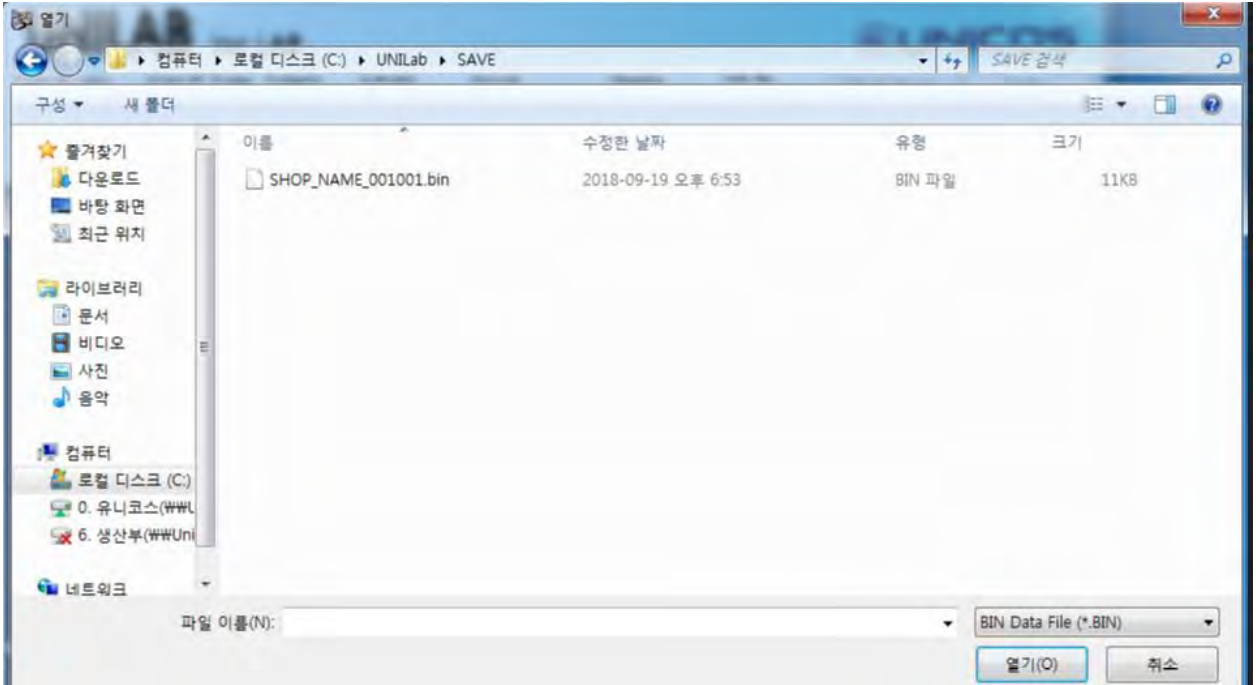 열기
컴퓨터 ▸ 로컬 디스크 (C:) ▸ UNILab ▸ SAVE
SAVE 검색
구성 새 폴더
이름 수정한 날짜 유형 크기
SHOP_NAME_001001.bin 2018-09-19 오후 6:53 BIN 파일 11KB
즐겨찾기
다운로드
바탕 화면
최근 위치
라이브러리
문서
비디오
사진
음악
컴퓨터
로컬 디스크 (C:)
0. 유니코스(₩₩U
6. 생산부(₩₩Uni
네트워크
파일 이름(N):
BIN Data File (*.BIN)
열기(O) 취소